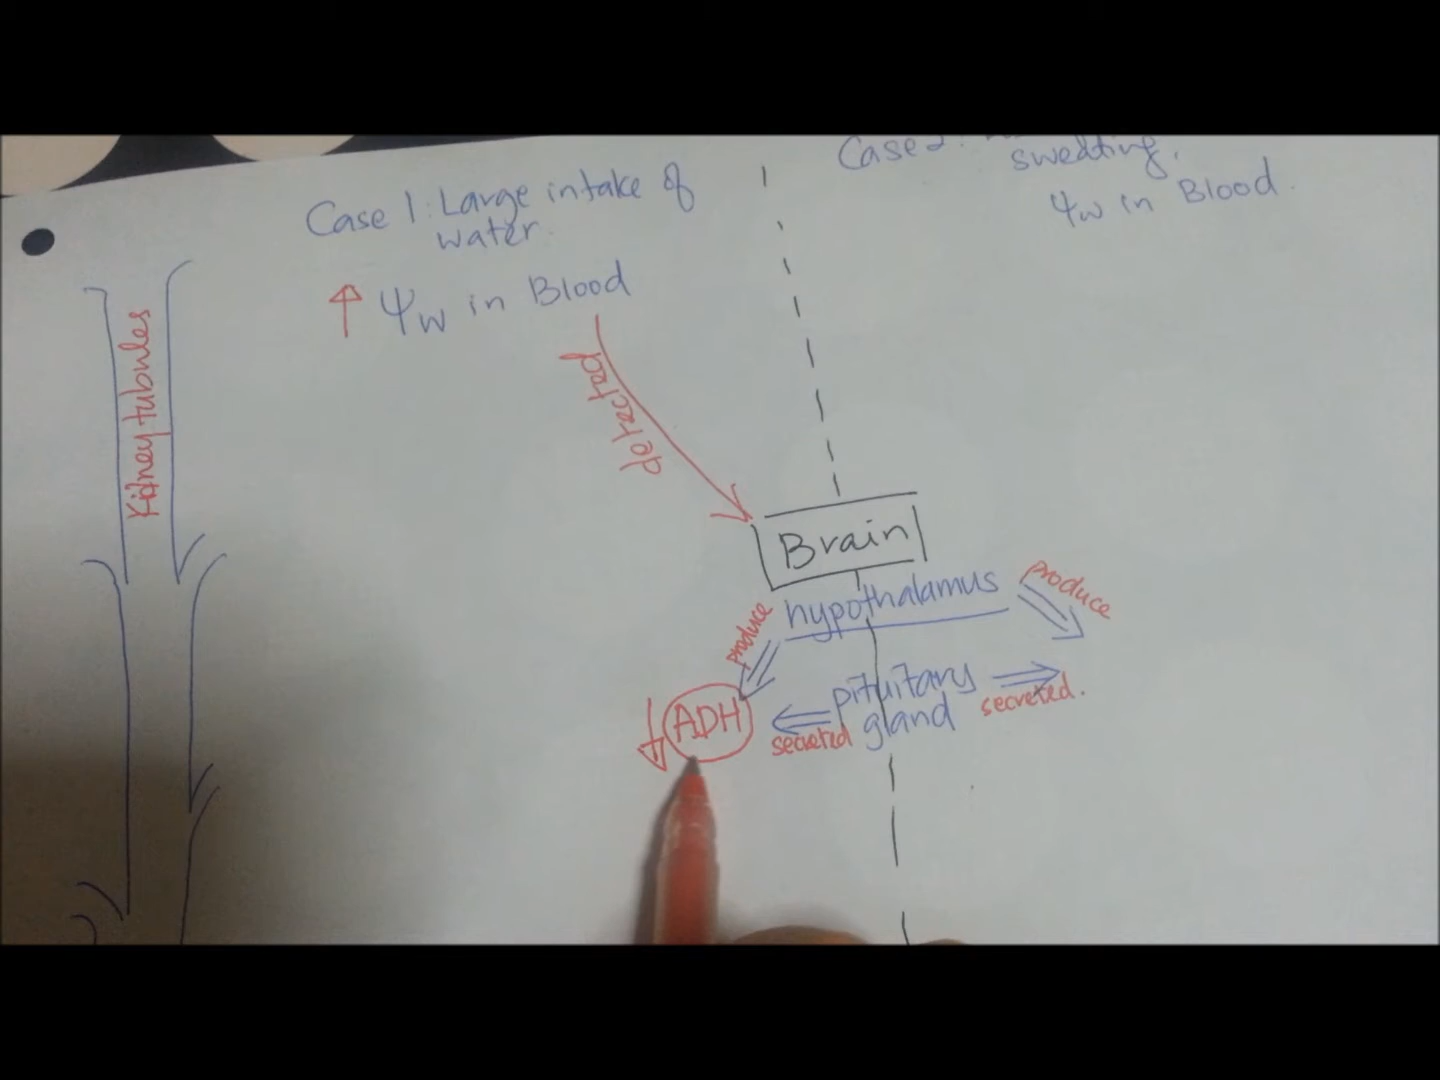 Case 1: Large intake of
water.
↑ Ψw in Blood
detected
Kidney tubules
Case 2:
sweating.
Ψw in Blood.
Brain
hypothalamus
produce
produce
pituitary
gland
secreted
secreted.
↓ ADH